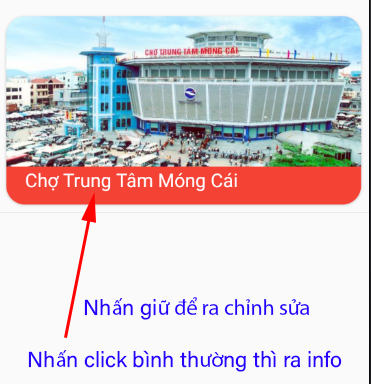 CHỢ TRUNG TÂM MÓNG CÁI
Chợ Trung Tâm Móng Cái
Nhấn giữ để ra chỉnh sửa
Nhấn click bình thường thì ra info